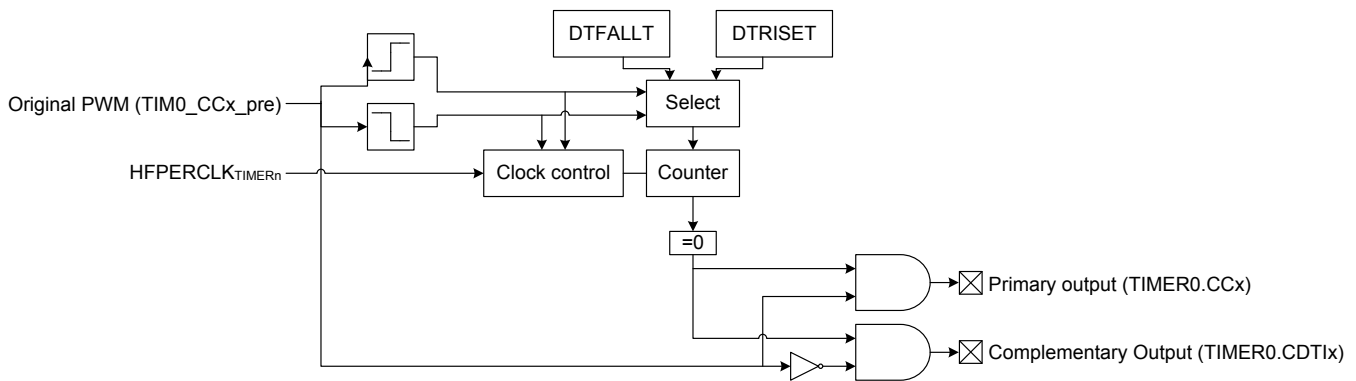 DTFALLT
DTRISET
Original PWM (TIM0_CCx_pre)
Select
HFPERCLKTIMERn
Clock control
Counter
=0
Primary output (TIMER0.CCx)
Complementary Output (TIMER0.CDTIx)